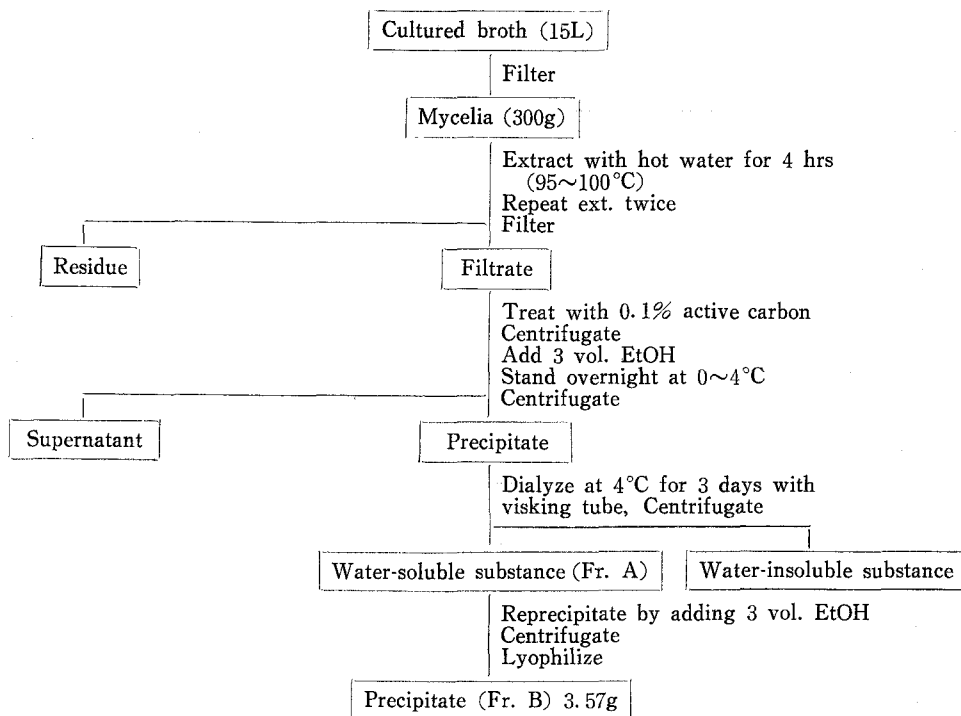 Cultured broth (15L)
Filter
Mycelia (300g)
Extract with hot water for 4 hrs
(95~100°C)
Repeat ext. twice
Filter
Residue
Filtrate
Treat with 0.1% active carbon
Centrifugate
Add 3 vol. EtOH
Stand overnight at 0~4°C
Centrifugate
Supernatant
Precipitate
Dialyze at 4°C for 3 days with
visking tube, Centrifugate
Water-soluble substance (Fr. A)
Water-insoluble substance
Reprecipitate by adding 3 vol. EtOH
Centrifugate
Lyophilize
Precipitate (Fr. B) 3.57g